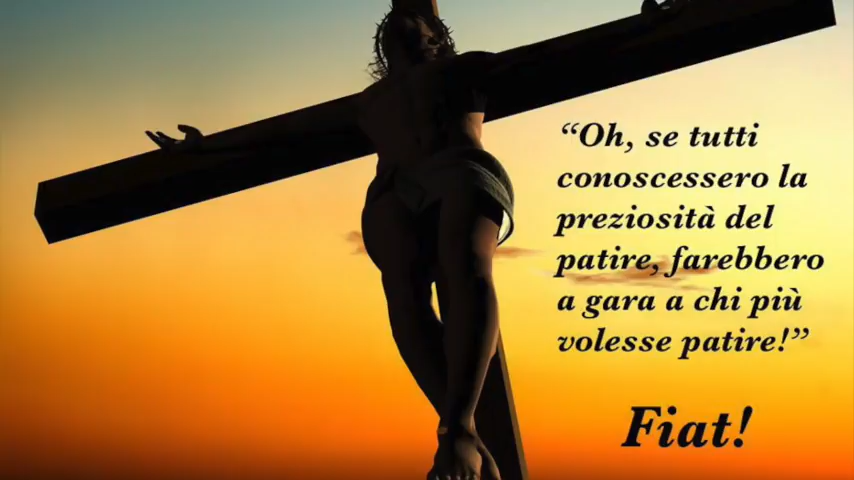 “Oh, se tutti
conoscessero la
preziosità del
patire, farebbero
a gara a chi più
volesse patire!”
Fiat!